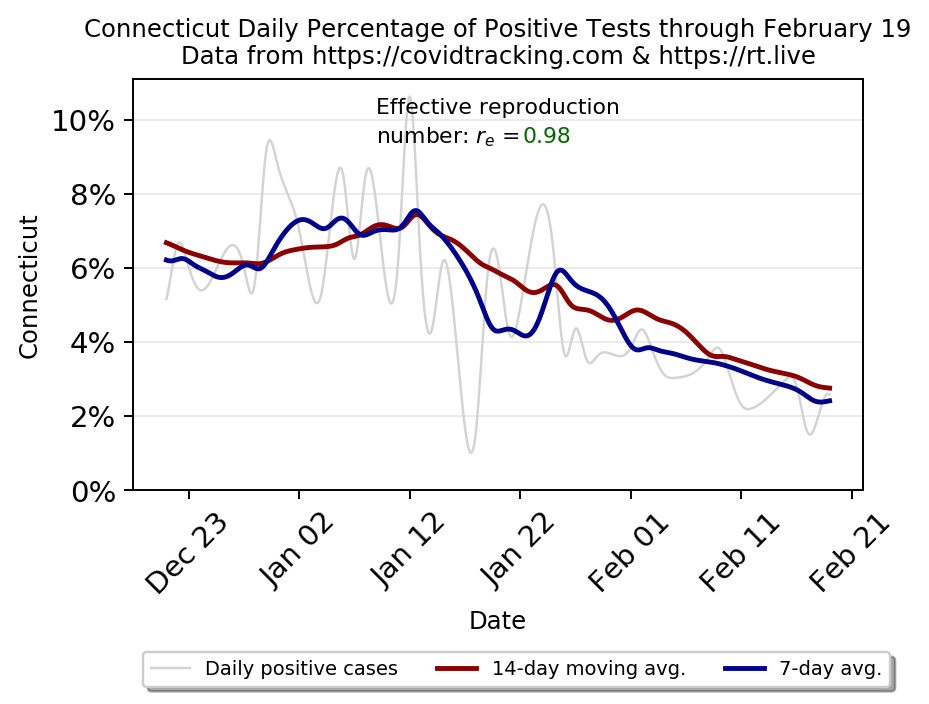 Connecticut Daily Percentage of Positive Tests through February 19
Data from https://covidtracking.com & https://rt.live
Effective reproduction
number: rₑ = 0.98
10%
8%
6%
4%
2%
0%
Connecticut
Dec 23
Jan 02
Jan 12
Jan 22
Feb 01
Feb 11
Feb 21
Date
Daily positive cases
14-day moving avg.
7-day avg.